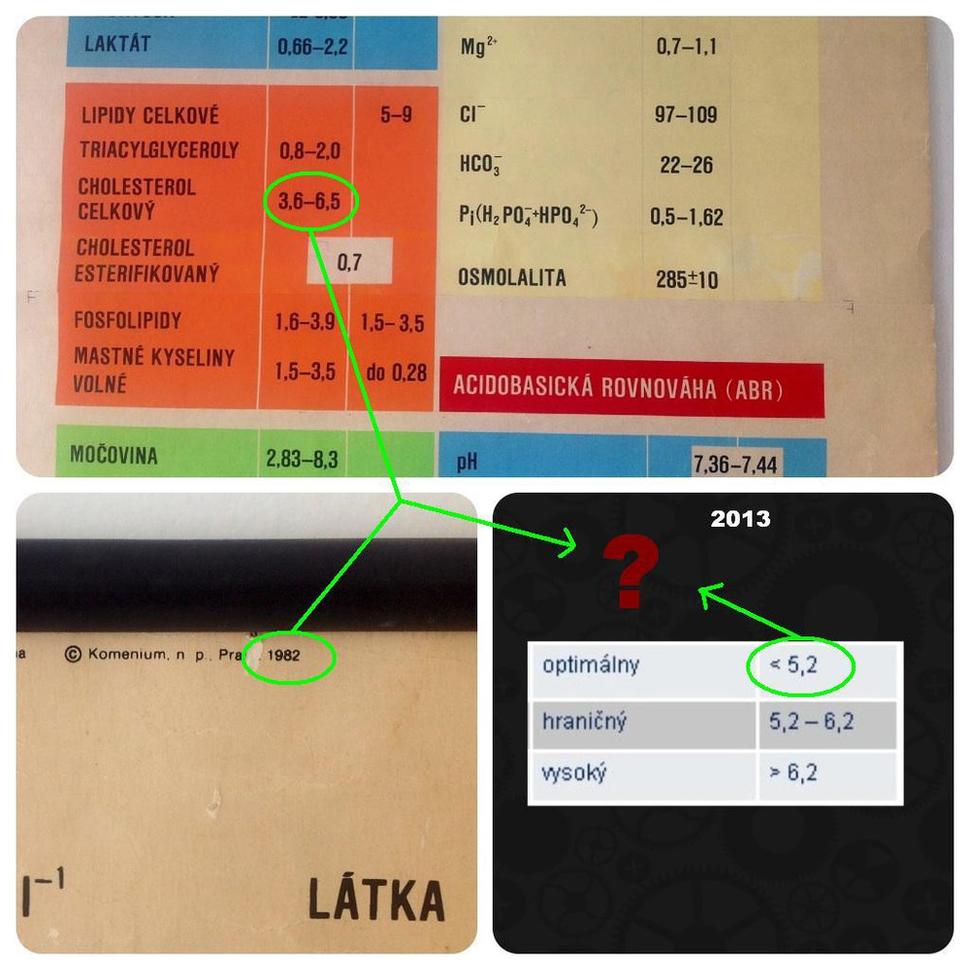 LAKTÁT 0,66–2,2
LIPIDY CELKOVÉ 5–9
TRIACYLGLYCEROLY 0,8–2,0
CHOLESTEROL CELKOVÝ 3,6–6,5
CHOLESTEROL ESTERIFIKOVANÝ 0,7
FOSFOLIPIDY 1,6–3,9 1,5–3,5
MASTNÉ KYSELINY VOLNÉ 1,5–3,5 do 0,28
MOČOVINA 2,83–8,3
Mg²⁺ 0,7–1,1
Cl⁻ 97–109
HCO₃⁻ 22–26
Pi(H₂PO₄⁻+HPO₄²⁻) 0,5–1,62
OSMOLALITA 285±10
ACIDOBASICKÁ ROVNOVÁHA (ABR)
pH 7,36–7,44
© Komenium, n. p., Pra 1982
l⁻¹ LÁTKA
2013
?
optimálny < 5,2
hraničný 5,2 – 6,2
vysoký > 6,2